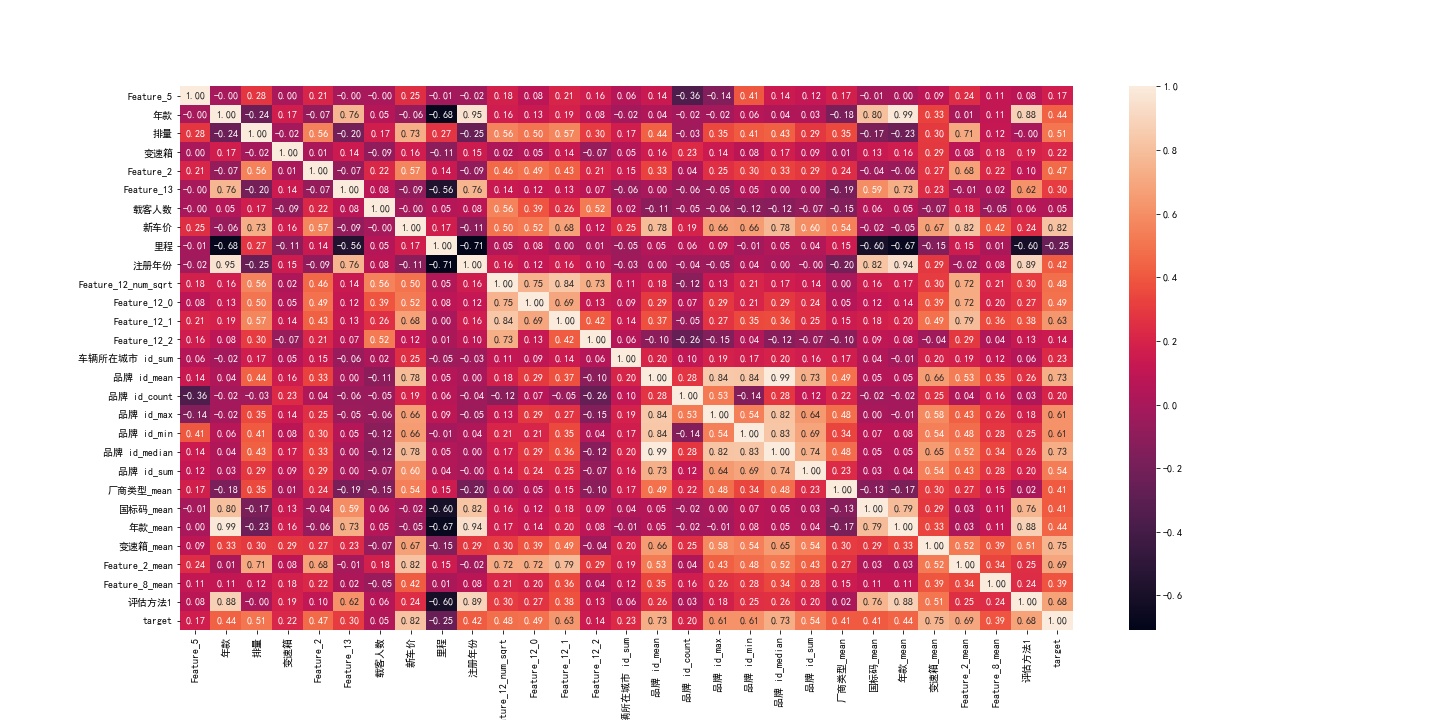 Feature_5 1.00 -0.00 0.28 0.00 0.21 -0.00 -0.00 0.25 -0.01 -0.02 0.18 0.08 0.21 0.16 0.06 0.14 -0.36 -0.14 0.41 0.14 0.12 0.17 -0.01 0.00 0.09 0.24 0.11 0.08 0.17
年款 -0.00 1.00 -0.24 0.17 -0.07 0.76 0.05 -0.06 -0.68 0.95 0.16 0.13 0.19 0.08 -0.02 0.04 -0.02 -0.02 0.06 0.04 0.03 -0.18 0.80 0.99 0.33 0.01 0.11 0.88 0.44
排量 0.28 -0.24 1.00 -0.02 0.56 -0.20 0.17 0.73 0.27 -0.25 0.56 0.50 0.57 0.30 0.17 0.44 -0.03 0.35 0.41 0.43 0.29 0.35 -0.17 -0.23 0.30 0.71 0.12 -0.00 0.51
变速箱 0.00 0.17 -0.02 1.00 0.01 0.14 -0.09 0.16 -0.11 0.15 0.02 0.05 0.14 -0.07 0.05 0.16 0.23 0.14 0.08 0.17 0.09 0.01 0.13 0.16 0.29 0.08 0.18 0.19 0.22
Feature_2 0.21 -0.07 0.56 0.01 1.00 -0.07 0.22 0.57 0.14 -0.09 0.46 0.49 0.43 0.21 0.15 0.33 0.04 0.25 0.30 0.33 0.29 0.24 -0.04 -0.06 0.27 0.68 0.22 0.10 0.47
Feature_13 -0.00 0.76 -0.20 0.14 -0.07 1.00 0.08 -0.09 -0.56 0.76 0.14 0.12 0.13 0.07 -0.06 0.00 -0.06 -0.05 0.05 0.00 0.00 -0.19 0.59 0.73 0.23 -0.01 0.02 0.62 0.30
载客人数 -0.00 0.05 0.17 -0.09 0.22 0.08 1.00 -0.00 0.05 0.08 0.56 0.39 0.26 0.52 0.02 -0.11 -0.05 -0.06 -0.12 -0.12 -0.07 -0.15 0.06 0.05 -0.07 0.18 -0.05 0.06 0.05
新车价 0.25 -0.06 0.73 0.16 0.57 -0.09 -0.00 1.00 0.17 -0.11 0.50 0.52 0.68 0.12 0.25 0.78 0.19 0.66 0.66 0.78 0.60 0.54 -0.02 -0.05 0.67 0.82 0.42 0.24 0.82
里程 -0.01 -0.68 0.27 -0.11 0.14 -0.56 0.05 0.17 1.00 -0.71 0.05 0.08 0.00 0.01 -0.05 0.05 0.06 0.09 -0.01 0.05 0.04 0.15 -0.60 -0.67 -0.15 0.15 0.01 -0.60 -0.25
注册年份 -0.02 0.95 -0.25 0.15 -0.09 0.76 0.08 -0.11 -0.71 1.00 0.16 0.12 0.16 0.10 -0.03 0.00 -0.04 -0.05 0.04 0.00 -0.00 -0.20 0.82 0.94 0.29 -0.02 0.08 0.89 0.42
Feature_12_num_sqrt 0.18 0.16 0.56 0.02 0.46 0.14 0.56 0.50 0.05 0.16 1.00 0.75 0.84 0.73 0.11 0.18 -0.12 0.13 0.21 0.17 0.14 0.00 0.16 0.17 0.30 0.72 0.21 0.30 0.48
Feature_12_0 0.08 0.13 0.50 0.05 0.49 0.12 0.39 0.52 0.08 0.12 0.75 1.00 0.69 0.13 0.09 0.29 0.07 0.29 0.21 0.29 0.24 0.05 0.12 0.14 0.39 0.72 0.20 0.27 0.49
Feature_12_1 0.21 0.19 0.57 0.14 0.43 0.13 0.26 0.68 0.00 0.16 0.84 0.69 1.00 0.42 0.14 0.37 -0.05 0.27 0.35 0.36 0.25 0.15 0.18 0.20 0.49 0.79 0.36 0.38 0.63
Feature_12_2 0.16 0.08 0.30 -0.07 0.21 0.07 0.52 0.12 0.01 0.10 0.73 0.13 0.42 1.00 0.06 -0.10 -0.26 -0.15 0.04 -0.12 -0.07 -0.10 0.09 0.08 -0.04 0.29 0.04 0.13 0.14
车辆所在城市 id_sum 0.06 -0.02 0.17 0.05 0.15 -0.06 0.02 0.25 -0.05 -0.03 0.11 0.09 0.14 0.06 1.00 0.20 0.10 0.19 0.17 0.20 0.16 0.17 0.04 -0.01 0.20 0.19 0.12 0.06 0.23
品牌 id_mean 0.14 0.04 0.44 0.16 0.33 0.00 -0.11 0.78 0.05 0.00 0.18 0.29 0.37 -0.10 0.20 1.00 0.28 0.84 0.84 0.99 0.73 0.49 0.05 0.05 0.66 0.53 0.35 0.26 0.73
品牌 id_count -0.36 -0.02 -0.03 0.23 0.04 -0.06 -0.05 0.19 0.06 -0.04 -0.12 0.07 -0.05 -0.26 0.10 0.28 1.00 0.53 -0.14 0.28 0.12 0.22 -0.02 -0.02 0.25 0.04 0.16 0.03 0.20
品牌 id_max -0.14 -0.02 0.35 0.14 0.25 -0.05 -0.06 0.66 0.09 -0.05 0.13 0.29 0.27 -0.15 0.19 0.84 0.53 1.00 0.54 0.82 0.64 0.48 0.00 -0.01 0.58 0.43 0.26 0.18 0.61
品牌 id_min 0.41 0.06 0.41 0.08 0.30 0.05 -0.12 0.66 -0.01 0.04 0.21 0.21 0.35 0.04 0.17 0.84 -0.14 0.54 1.00 0.83 0.69 0.34 0.07 0.08 0.54 0.48 0.28 0.25 0.61
品牌 id_median 0.14 0.04 0.43 0.17 0.33 0.00 -0.12 0.78 0.05 0.00 0.17 0.29 0.36 -0.12 0.20 0.99 0.28 0.82 0.83 1.00 0.74 0.48 0.05 0.05 0.65 0.52 0.34 0.26 0.73
品牌 id_sum 0.12 0.03 0.29 0.09 0.29 0.00 -0.07 0.60 0.04 -0.00 0.14 0.24 0.25 -0.07 0.16 0.73 0.12 0.64 0.69 0.74 1.00 0.23 0.03 0.04 0.54 0.43 0.28 0.20 0.54
厂商类型_mean 0.17 -0.18 0.35 0.01 0.24 -0.19 -0.15 0.54 0.15 -0.20 0.00 0.05 0.15 -0.10 0.17 0.49 0.22 0.48 0.34 0.48 0.23 1.00 -0.13 -0.17 0.30 0.27 0.15 0.02 0.41
国标码_mean -0.01 0.80 -0.17 0.13 -0.04 0.59 0.06 -0.02 -0.60 0.82 0.16 0.12 0.18 0.09 0.04 0.05 -0.02 0.00 0.07 0.05 0.03 -0.13 1.00 0.79 0.29 0.03 0.11 0.76 0.41
年款_mean 0.00 0.99 -0.23 0.16 -0.06 0.73 0.05 -0.05 -0.67 0.94 0.17 0.14 0.20 0.08 -0.01 0.05 -0.02 -0.01 0.08 0.05 0.04 -0.17 0.79 1.00 0.33 0.03 0.11 0.88 0.44
变速箱_mean 0.09 0.33 0.30 0.29 0.27 0.23 -0.07 0.67 -0.15 0.29 0.30 0.39 0.49 -0.04 0.20 0.66 0.25 0.58 0.54 0.65 0.54 0.30 0.29 0.33 1.00 0.52 0.39 0.51 0.75
Feature_2_mean 0.24 0.01 0.71 0.08 0.68 -0.01 0.18 0.82 0.15 -0.02 0.72 0.72 0.79 0.29 0.19 0.53 0.04 0.43 0.48 0.52 0.43 0.27 0.03 0.03 0.52 1.00 0.34 0.25 0.69
Feature_8_mean 0.11 0.11 0.12 0.18 0.22 0.02 -0.05 0.42 0.01 0.08 0.21 0.20 0.36 0.04 0.12 0.35 0.16 0.26 0.28 0.34 0.28 0.15 0.11 0.11 0.39 0.34 1.00 0.24 0.39
评估方法1 0.08 0.88 -0.00 0.19 0.10 0.62 0.06 0.24 -0.60 0.89 0.30 0.27 0.38 0.13 0.06 0.26 0.03 0.18 0.25 0.26 0.20 0.02 0.76 0.88 0.51 0.25 0.24 1.00 0.68
target 0.17 0.44 0.51 0.22 0.47 0.30 0.05 0.82 -0.25 0.42 0.48 0.49 0.63 0.14 0.23 0.73 0.20 0.61 0.61 0.73 0.54 0.41 0.41 0.44 0.75 0.69 0.39 0.68 1.00
Feature_5
年款
排量
变速箱
Feature_2
Feature_13
载客人数
新车价
里程
注册年份
ture_12_num_sqrt
Feature_12_0
Feature_12_1
Feature_12_2
所在城市 id_sum
品牌 id_mean
品牌 id_count
品牌 id_max
品牌 id_min
品牌 id_median
品牌 id_sum
厂商类型_mean
国标码_mean
年款_mean
变速箱_mean
Feature_2_mean
Feature_8_mean
评估方法1
target
1.0
0.8
0.6
0.4
0.2
0.0
-0.2
-0.4
-0.6